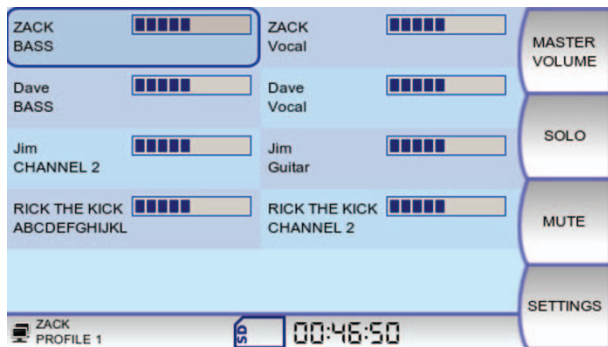 ZACK
BASS
ZACK
Vocal
Dave
BASS
Dave
Vocal
Jim
CHANNEL 2
Jim
Guitar
RICK THE KICK
ABCDEFGHIJKL
RICK THE KICK
CHANNEL 2
MASTER
VOLUME
SOLO
MUTE
SETTINGS
ZACK
PROFILE 1
SD
00:46:50